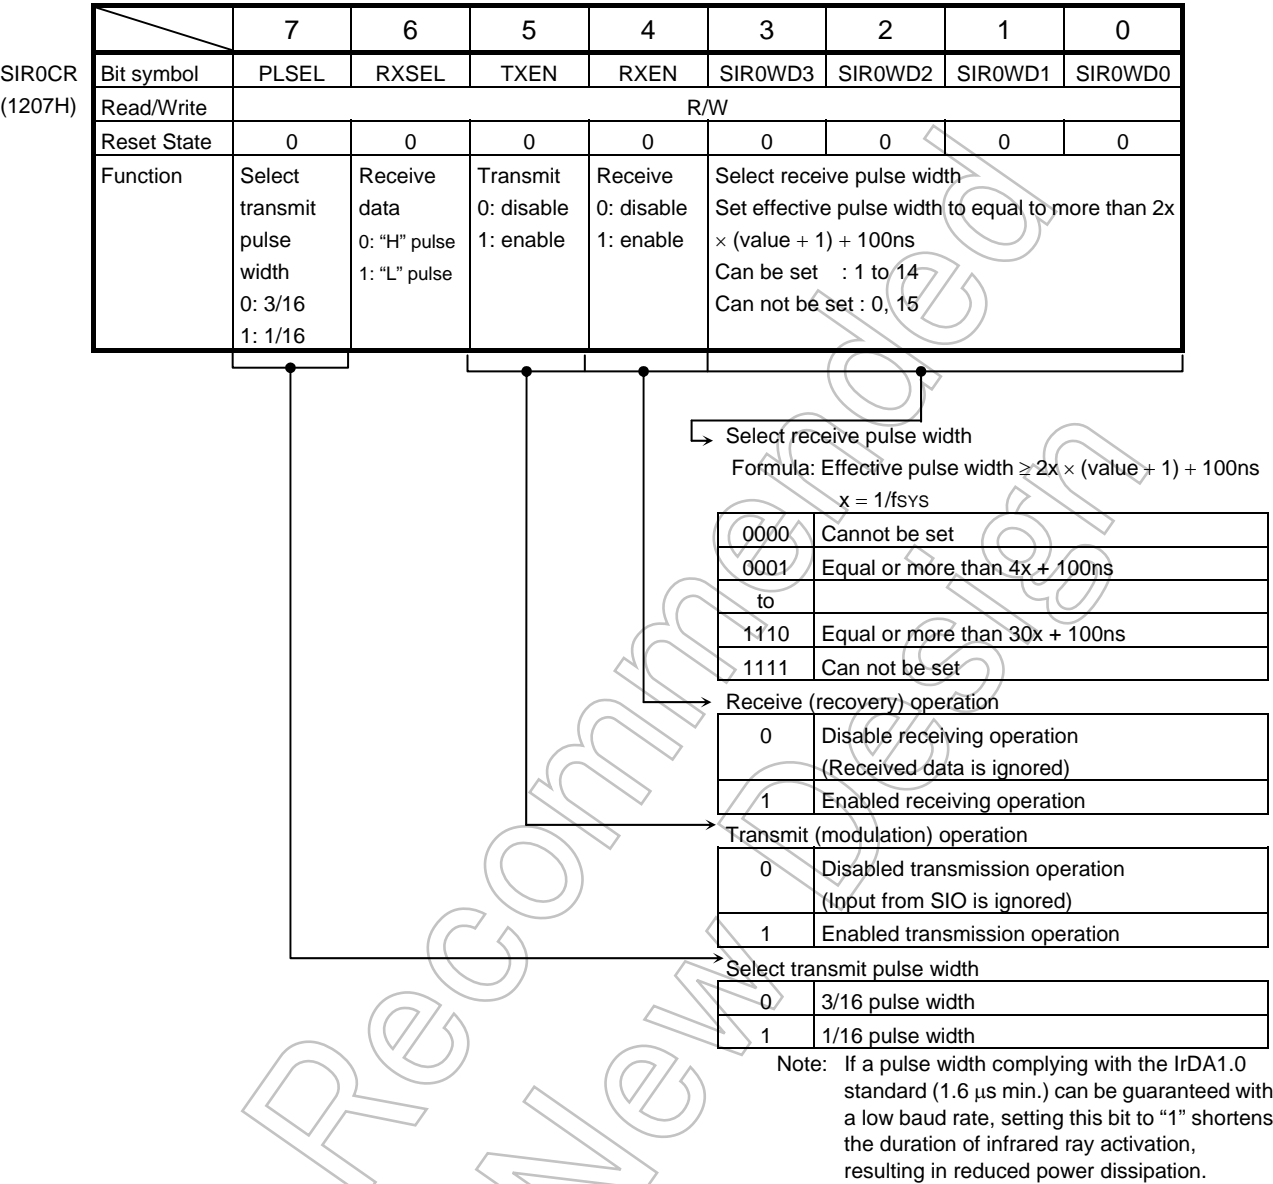 7 6 5 4 3 2 1 0
SIR0CR Bit symbol PLSEL RXSEL TXEN RXEN SIR0WD3 SIR0WD2 SIR0WD1 SIR0WD0
(1207H) Read/Write R/W
Reset State 0 0 0 0 0 0 0 0
Function Select Receive Transmit Receive Select receive pulse width
transmit data 0: disable 0: disable Set effective pulse width to equal to more than 2x
pulse 0: “H” pulse 1: enable 1: enable × (value + 1) + 100ns
width 1: “L” pulse Can be set : 1 to 14
0: 3/16 Can not be set : 0, 15
1: 1/16
Select receive pulse width
Formula: Effective pulse width ≥ 2x × (value + 1) + 100ns
x = 1/fSYS
0000 Cannot be set
0001 Equal or more than 4x + 100ns
to
1110 Equal or more than 30x + 100ns
1111 Can not be set
Receive (recovery) operation
0 Disable receiving operation
(Received data is ignored)
1 Enabled receiving operation
Transmit (modulation) operation
0 Disabled transmission operation
(Input from SIO is ignored)
1 Enabled transmission operation
Select transmit pulse width
0 3/16 pulse width
1 1/16 pulse width
Note: If a pulse width complying with the IrDA1.0
standard (1.6 μs min.) can be guaranteed with
a low baud rate, setting this bit to “1” shortens
the duration of infrared ray activation,
resulting in reduced power dissipation.
Recommended
New Design